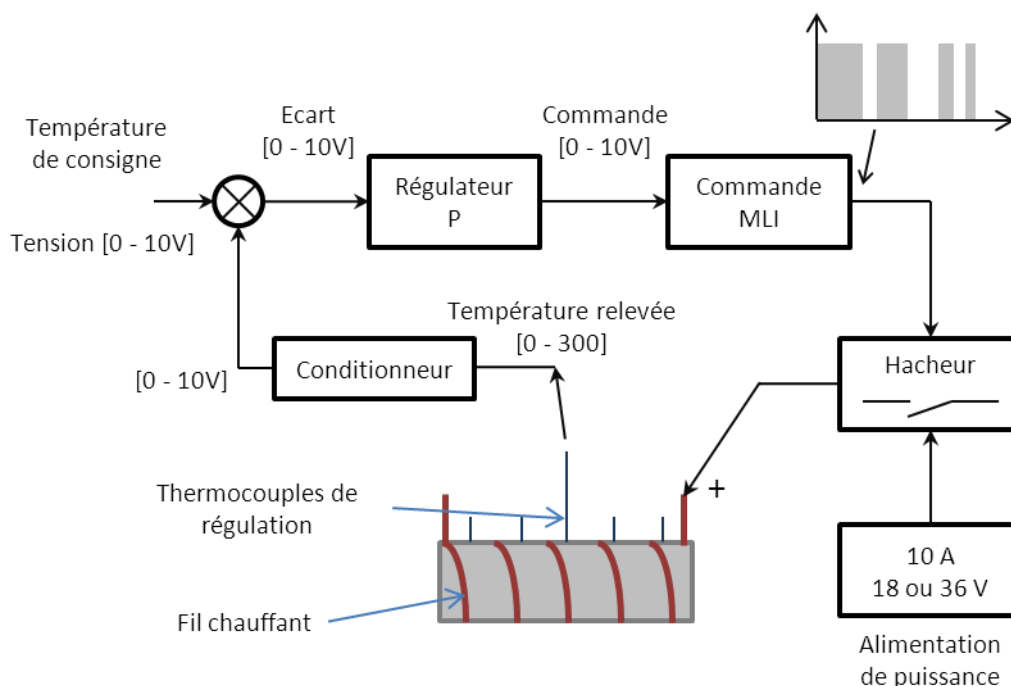 Température
de consigne
Tension [0 - 10V]
Ecart
[0 - 10V]
Régulateur
P
Commande
[0 - 10V]
Commande
MLI
Température relevée
[0 - 300]
[0 - 10V]
Conditionneur
Hacheur
+
Thermocouples de
régulation
Fil chauffant
10 A
18 ou 36 V
Alimentation
de puissance